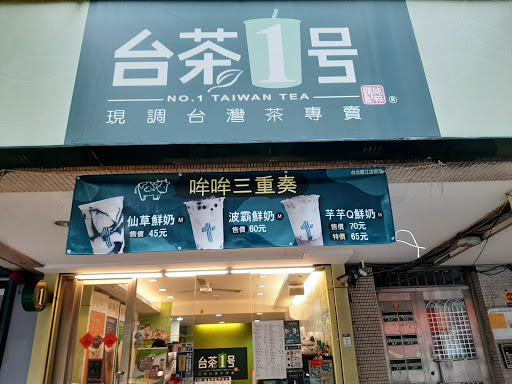 台茶1号
NO.1 TAIWAN TEA
現調台灣茶專賣
®
哞哞三重奏
仙草鮮奶 M
售價 45元
波霸鮮奶 M
售價 60元
芋芋Q鮮奶 M
售價 70元
特價 65元
台茶1号